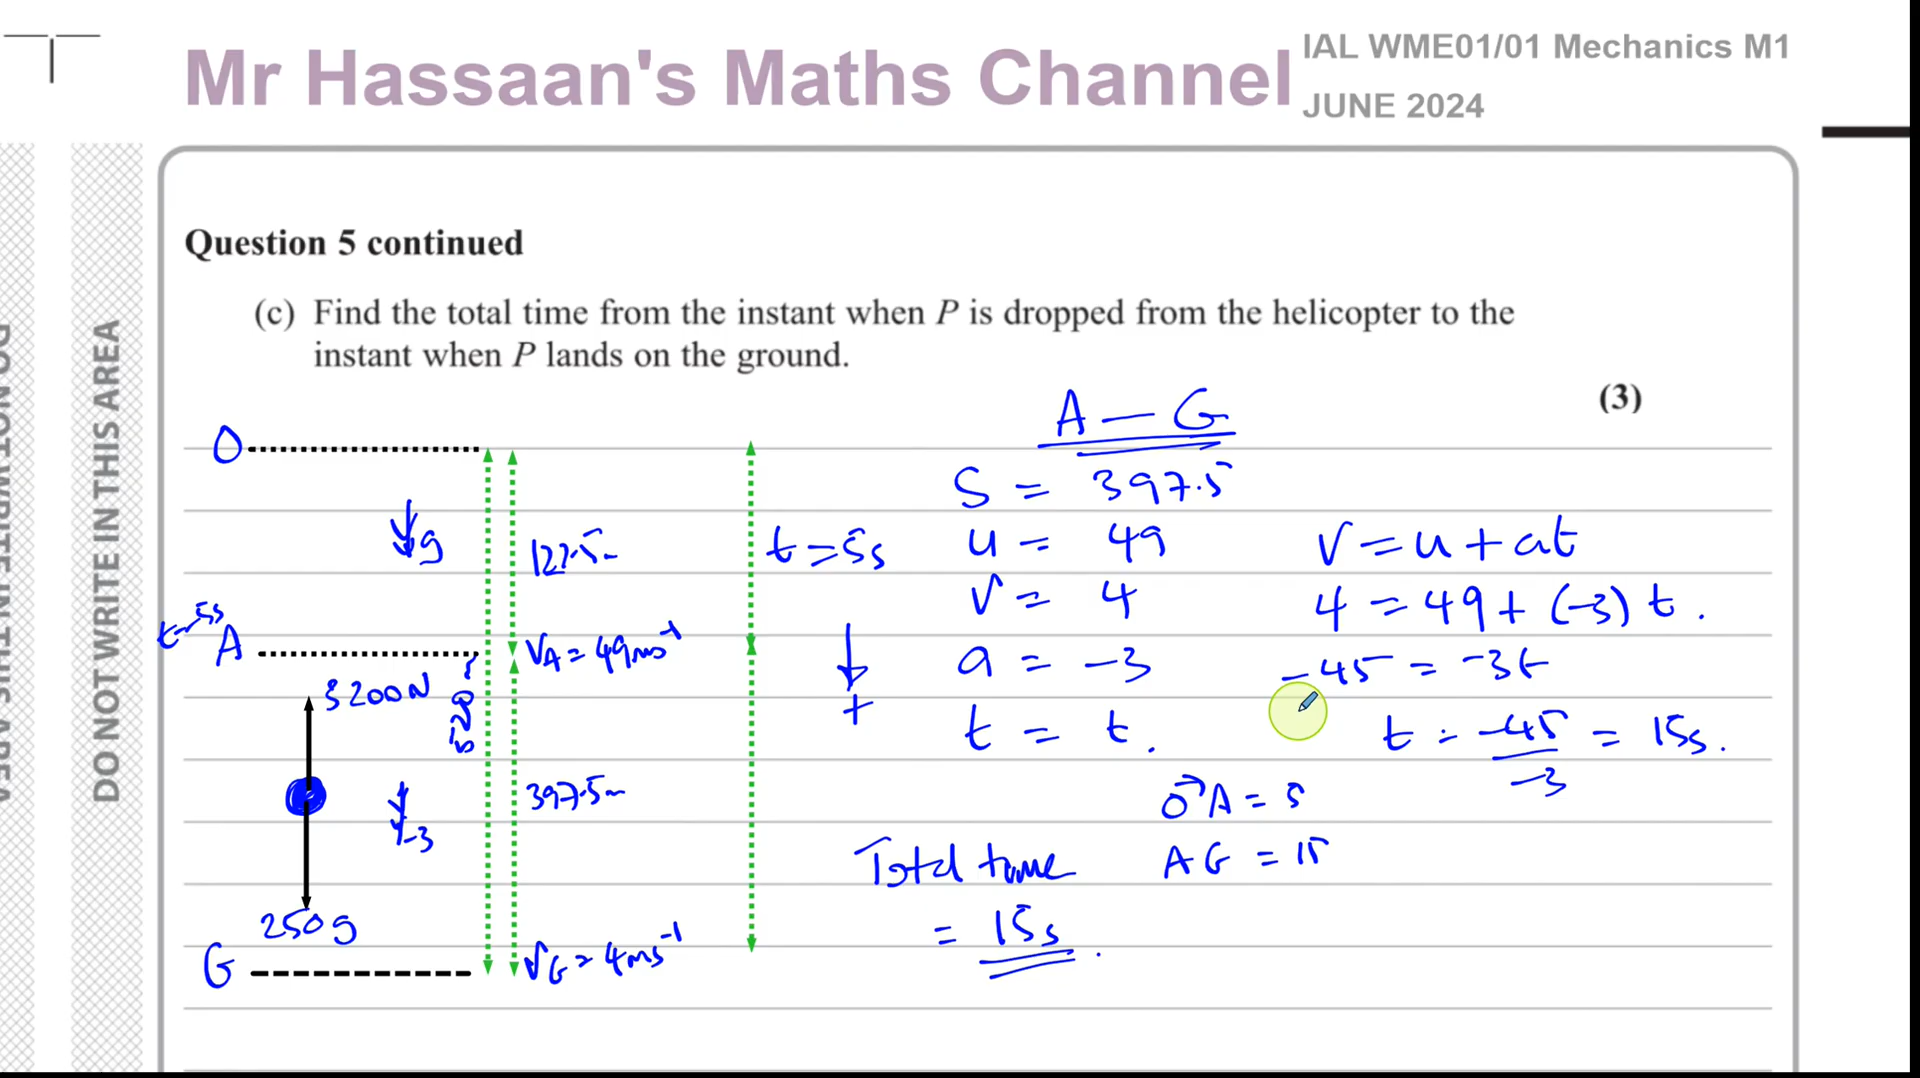 Mr Hassaan's Maths Channel
IAL WME01/01 Mechanics M1
JUNE 2024
DO NOT WRITE IN THIS AREA
Question 5 continued
(c) Find the total time from the instant when P is dropped from the helicopter to the
instant when P lands on the ground.
(3)
A — G
O
S = 397.5
g
122.5m
t = 5s
u = 49
v = u + at
v = 4
4 = 49 + (-3) t.
t=5s
A
VA = 49ms⁻¹
a = -3
-45 = -3t
3200N
+
t = t.
t = -45/-3 = 15s.
-3
397.5m
O→A = 5
Total time
AG = 15
= 15s.
250g
G
VG = 4ms⁻¹